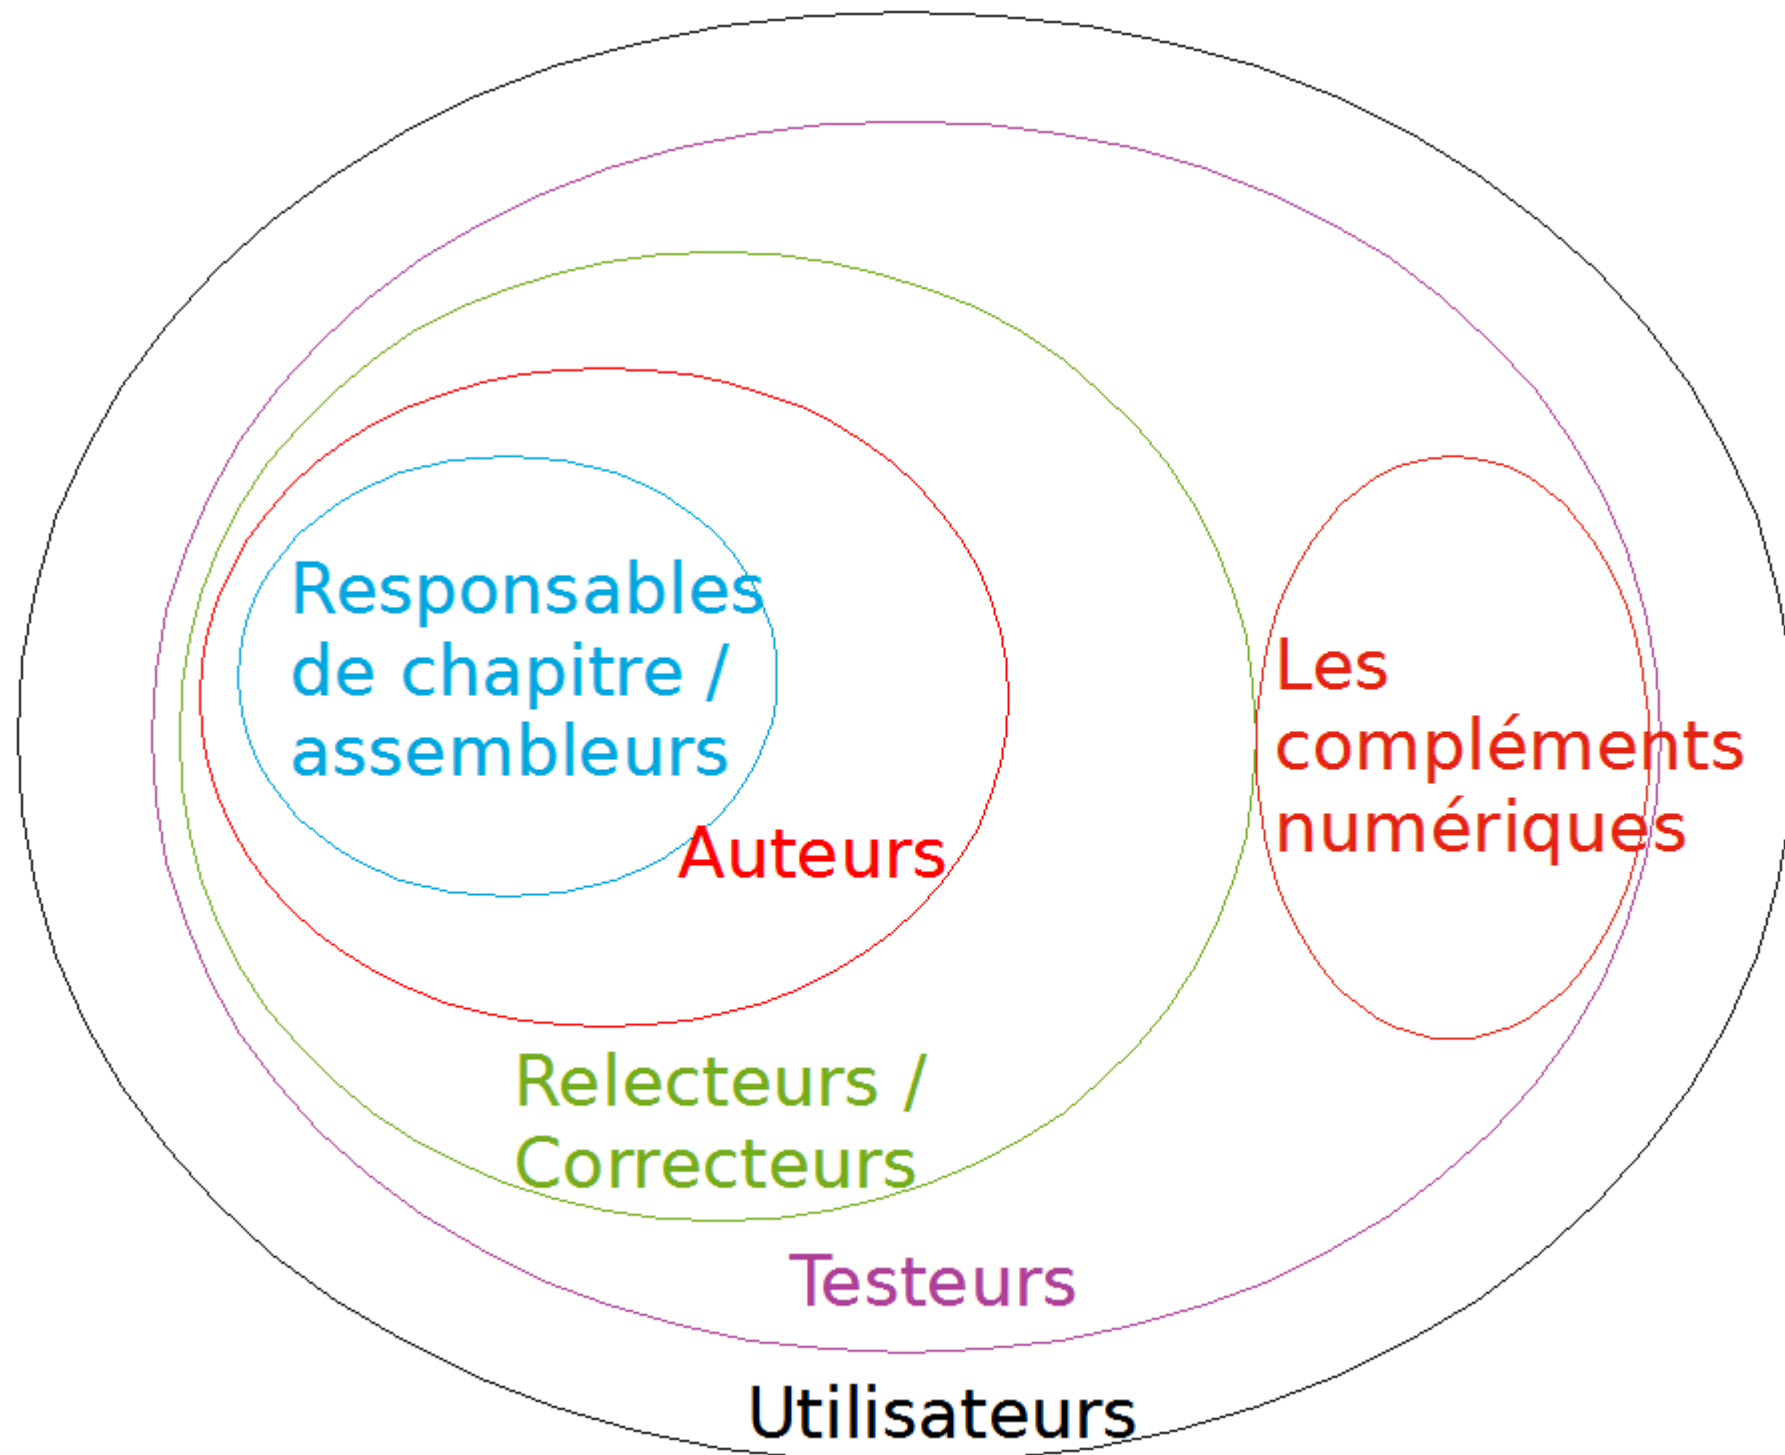 Responsables
de chapitre /
assembleurs
Auteurs
Les
compléments
numériques
Relecteurs /
Correcteurs
Testeurs
Utilisateurs